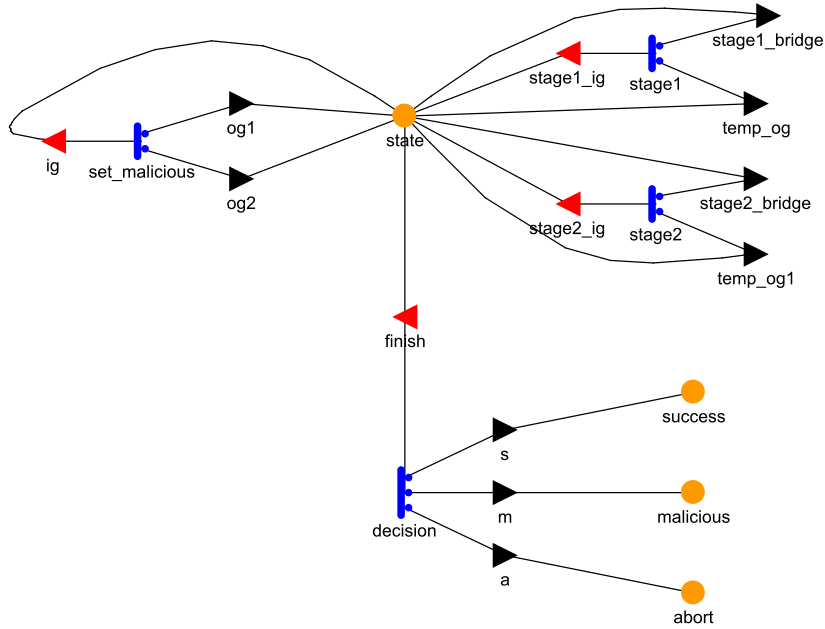 stage1_bridge
stage1_ig
stage1
og1
temp_og
state
ig
set_malicious
og2
stage2_bridge
stage2_ig
stage2
temp_og1
finish
success
s
decision
m
malicious
a
abort